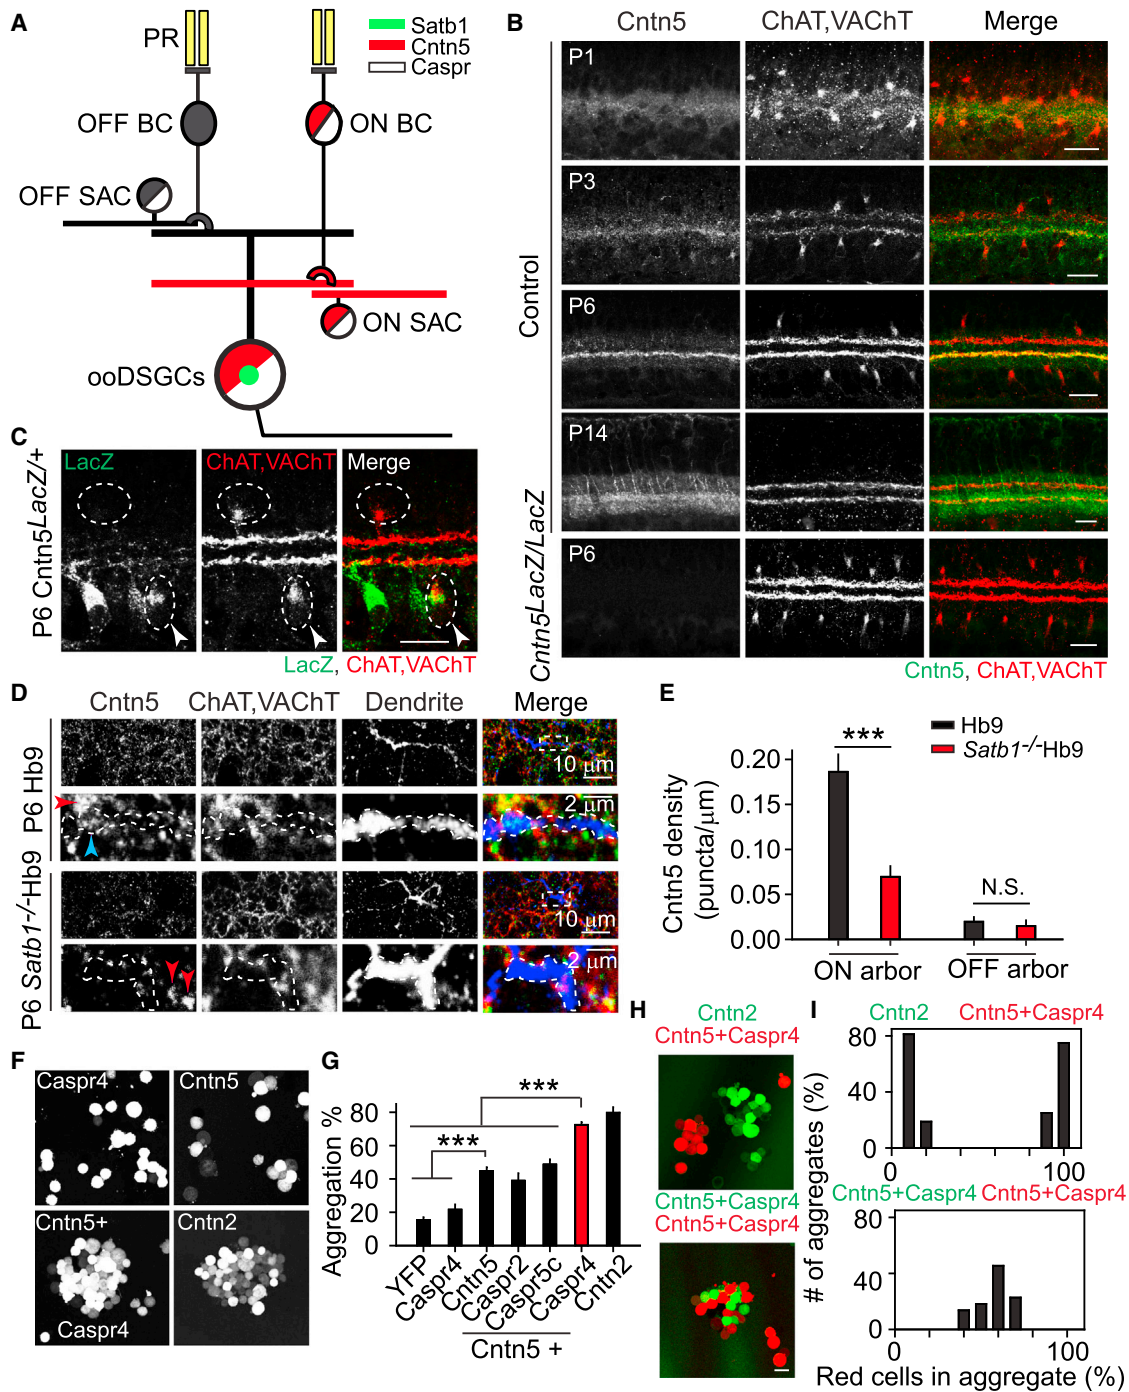 A
PR
Satb1
Cntn5
Caspr
OFF BC
ON BC
OFF SAC
ON SAC
ooDSGCs
B
Cntn5
ChAT,VAChT
Merge
Control
P1
P3
P6
P14
Cntn5LacZ/LacZ
P6
Cntn5, ChAT,VAChT
C
P6 Cntn5LacZ/+
LacZ
ChAT,VAChT
Merge
LacZ, ChAT,VAChT
D
Cntn5
ChAT,VAChT
Dendrite
Merge
P6 Hb9
10 µm
2 µm
P6 Satb1-/-Hb9
10 µm
2 µm
E
Hb9
Satb1-/-Hb9
Cntn5 density
(puncta/µm)
0.20
0.15
0.10
0.05
0.00
***
N.S.
ON arbor
OFF arbor
F
Caspr4
Cntn5
Cntn5+
Caspr4
Cntn2
G
Aggregation %
80
60
40
20
0
***
***
YFP
Caspr4
Cntn5
Caspr2
Caspr5c
Caspr4
Cntn2
Cntn5 +
H
Cntn2
Cntn5+Caspr4
Cntn5+Caspr4
Cntn5+Caspr4
I
Cntn2
Cntn5+Caspr4
# of aggregates (%)
80
40
0
0
100
Cntn5+Caspr4
Cntn5+Caspr4
80
40
0
0
100
Red cells in aggregate (%)